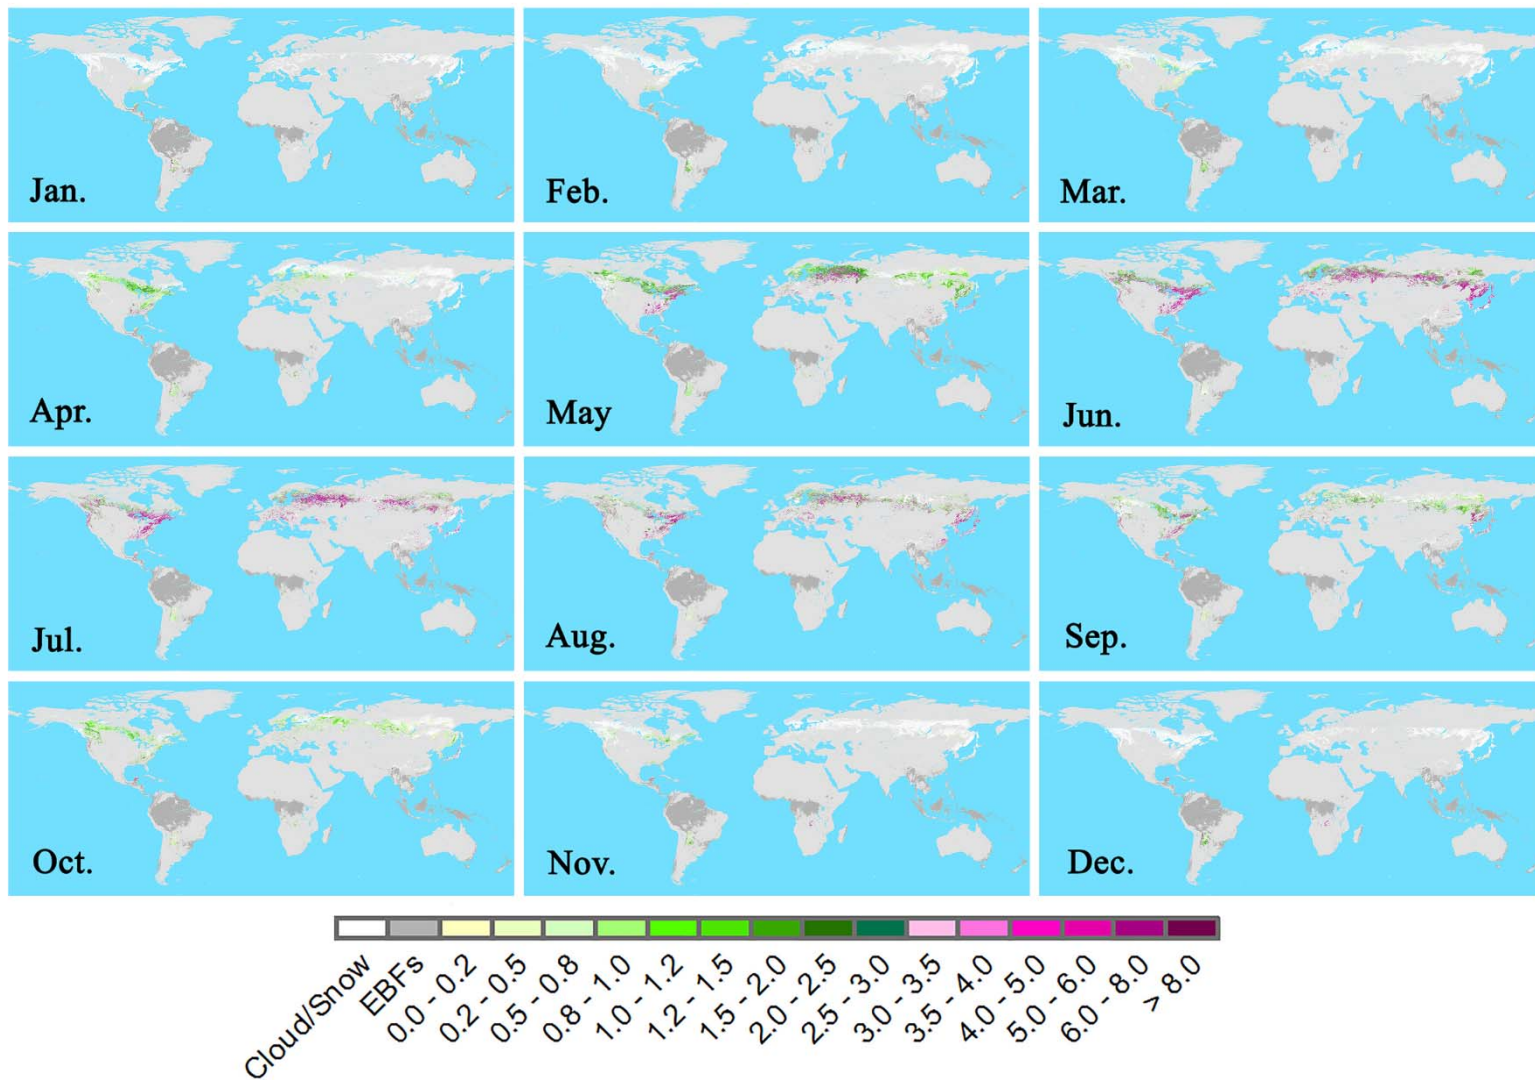 Jan.
Feb.
Mar.
Apr.
May
Jun.
Jul.
Aug.
Sep.
Oct.
Nov.
Dec.
Cloud/Snow
EBFs
0.0 - 0.2
0.2 - 0.5
0.5 - 0.8
0.8 - 1.0
1.0 - 1.2
1.2 - 1.5
1.5 - 2.0
2.0 - 2.5
2.5 - 3.0
3.0 - 3.5
3.5 - 4.0
4.0 - 5.0
5.0 - 6.0
6.0 - 8.0
> 8.0